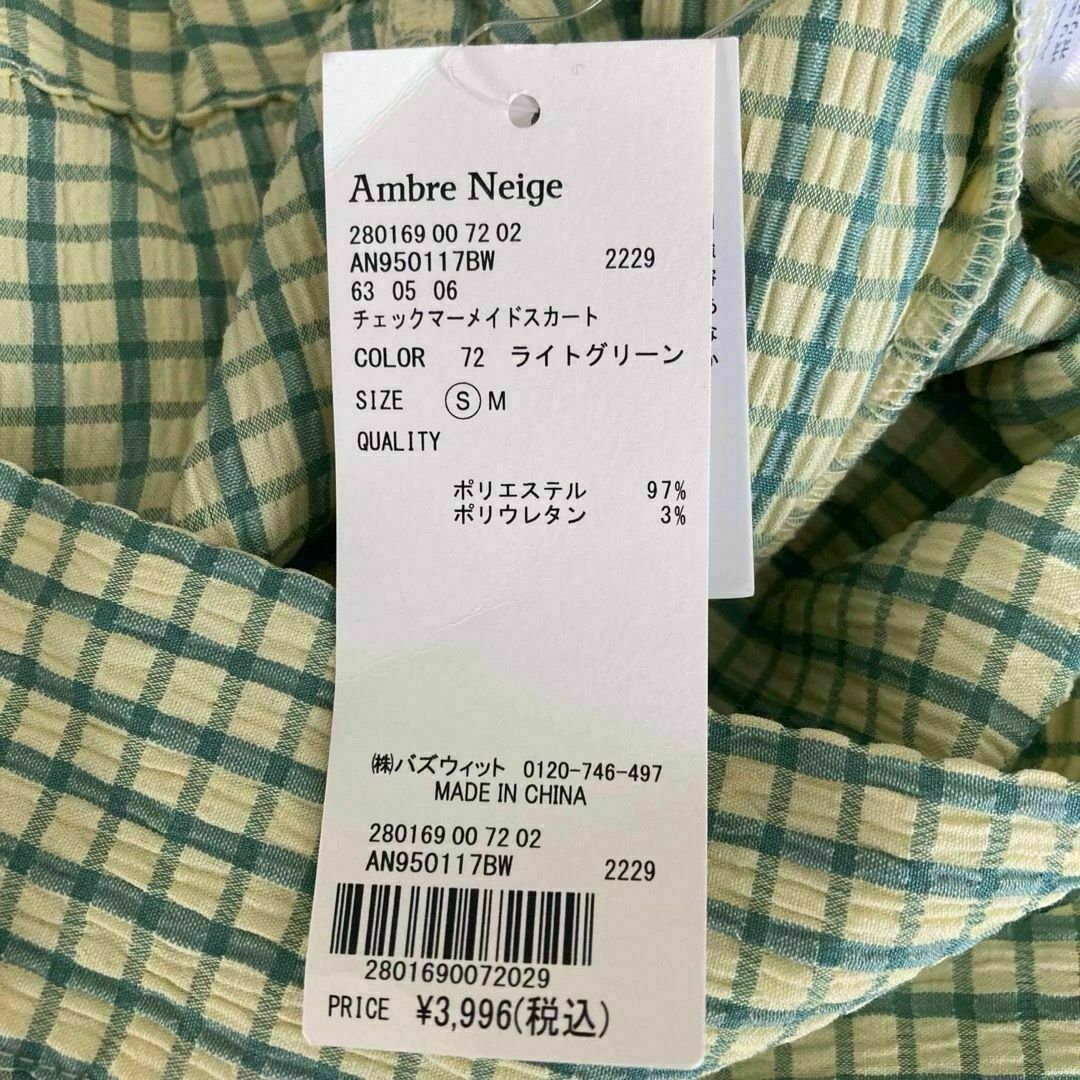 Ambre Neige
280169 00 72 02
AN950117BW 2229
63 05 06
チェックマーメイドスカート
COLOR 72 ライトグリーン
SIZE Ⓢ M
QUALITY
ポリエステル 97%
ポリウレタン 3%
㈱バズウィット 0120-746-497
MADE IN CHINA
280169 00 72 02
AN950117BW 2229
2801690072029
PRICE ¥3,996(税込)